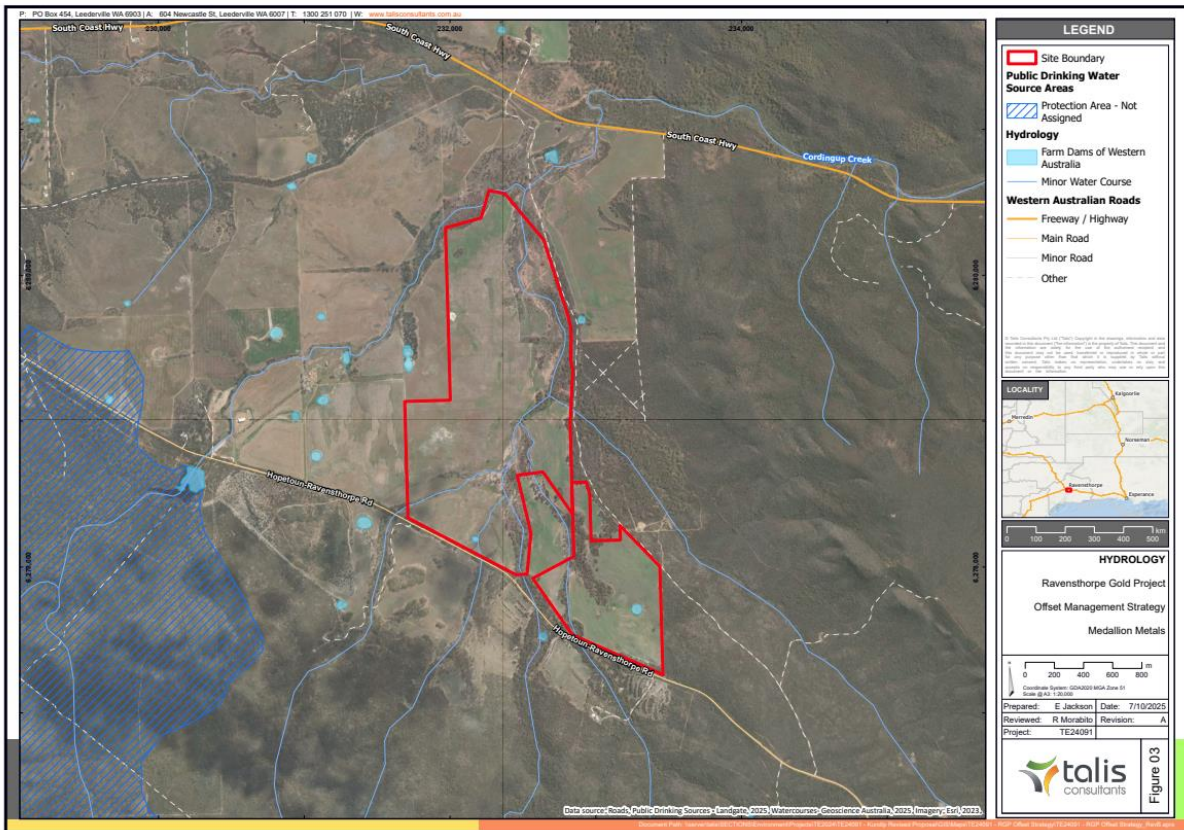 P: PO Box 454, Leederville WA 6903 | A: 604 Newcastle St, Leederville WA 6007 | T: 1300 251 070 | W: www.talisconsultants.com.au
230,000
232,000
234,000
South Coast Hwy
South Coast Hwy
South Coast Hwy
Cordingup Creek
6,280,000
6,280,000
Hopetoun-Ravensthorpe Rd
6,278,000
6,278,000
Hopetoun-Ravensthorpe Rd
Data source: Roads, Public Drinking Sources - Landgate, 2025, Watercourses- Geoscience Australia, 2025, Imagery: Esri, 2023.
LEGEND
Site Boundary
Public Drinking Water
Source Areas
Protection Area - Not
Assigned
Hydrology
Farm Dams of Western
Australia
Minor Water Course
Western Australian Roads
Freeway / Highway
Main Road
Minor Road
Other
LOCALITY
Kalgoorlie
Merredin
Norseman
Ravensthorpe
Esperance
km
0 100 200 300 400 500
HYDROLOGY
Ravensthorpe Gold Project
Offset Management Strategy
Medallion Metals
m
0 200 400 600 800
Coordinate System: GDA2020 MGA Zone 51
Scale @ A3: 1:20,000
Prepared: E Jackson Date: 7/10/2025
Reviewed: R Morabito Revision: A
Project: TE24091
talis
consultants
Figure 03